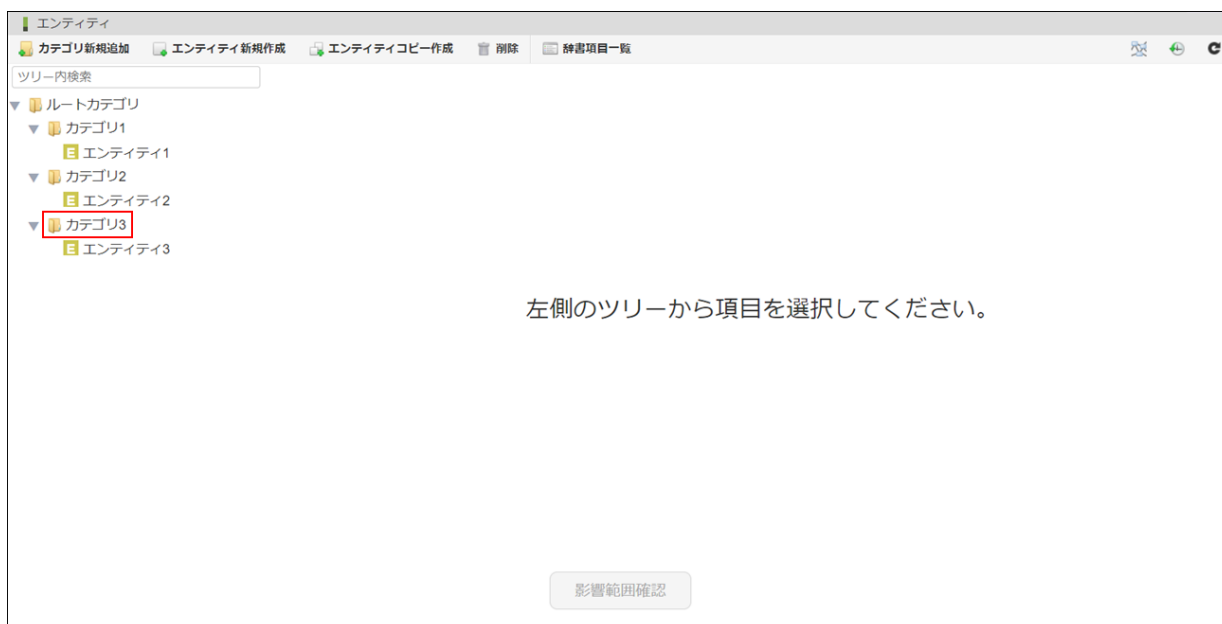 エンティティ
カテゴリ新規追加 エンティティ新規作成 エンティティコピー作成 削除 辞書項目一覧
ツリー内検索
ルートカテゴリ
カテゴリ1
E エンティティ1
カテゴリ2
E エンティティ2
カテゴリ3
E エンティティ3
左側のツリーから項目を選択してください。
影響範囲確認